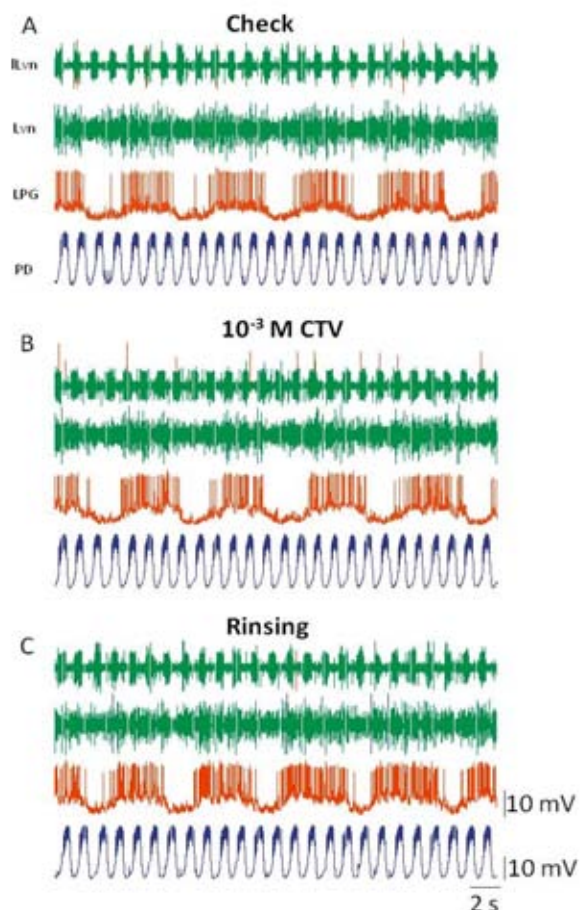 A
Check
lLvn
Lvn
LPG
PD
B
10⁻³ M CTV
C
Rinsing
10 mV
10 mV
2 s